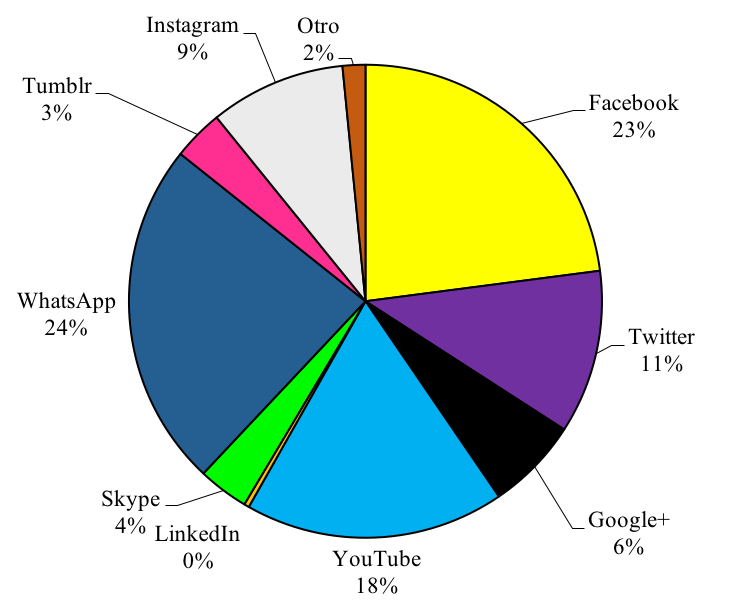 Instagram
9%
Otro
2%
Tumblr
3%
Facebook
23%
WhatsApp
24%
Twitter
11%
Skype
4%
LinkedIn
0%
YouTube
18%
Google+
6%